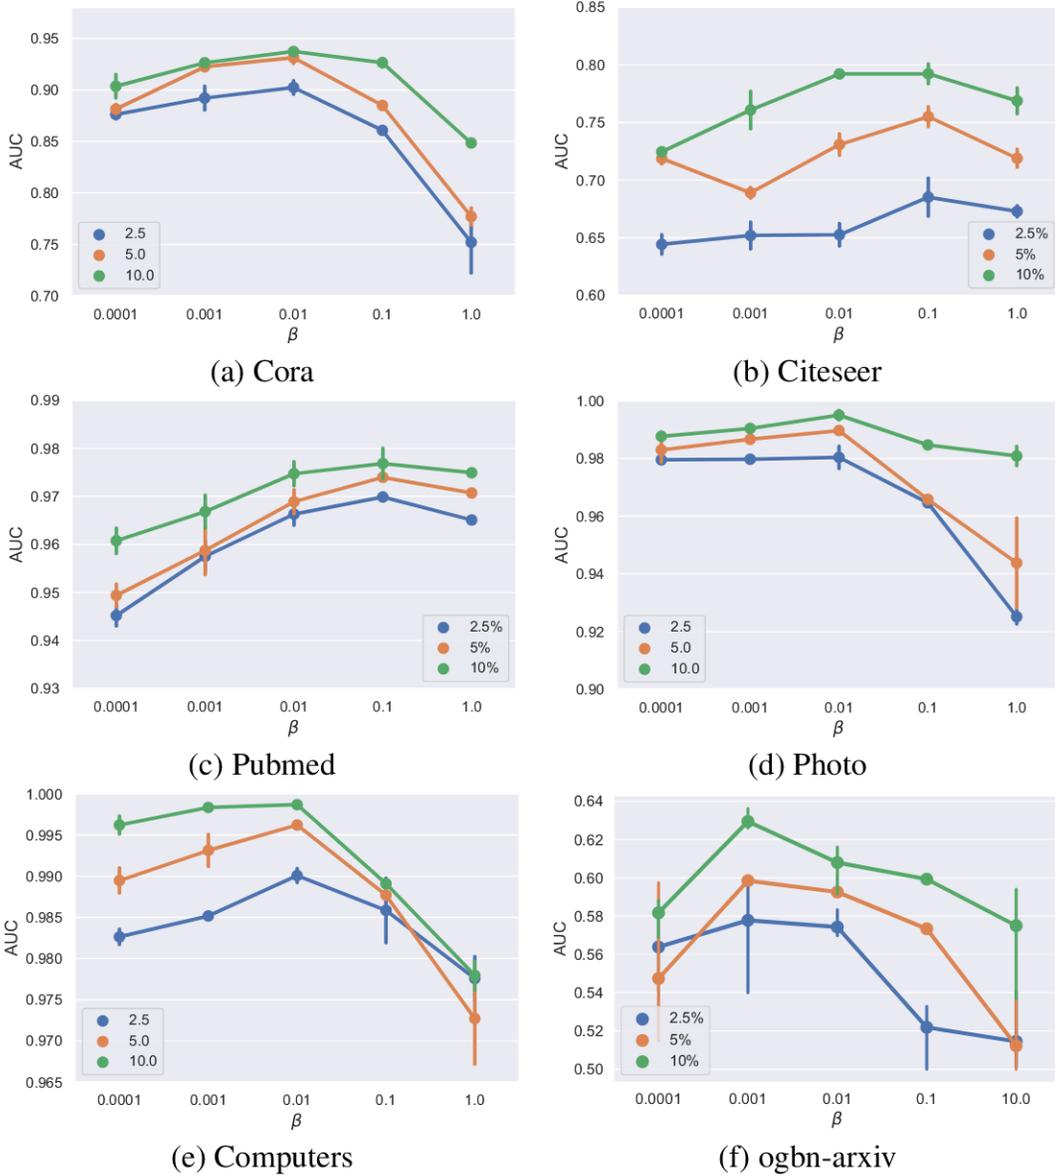 0.95
0.90
0.85
0.80
0.75
0.70
AUC
2.5
5.0
10.0
0.0001 0.001 0.01 0.1 1.0
β
(a) Cora
0.85
0.80
0.75
0.70
0.65
0.60
AUC
2.5%
5%
10%
0.0001 0.001 0.01 0.1 1.0
β
(b) Citeseer
0.99
0.98
0.97
0.96
0.95
0.94
0.93
AUC
2.5%
5%
10%
0.0001 0.001 0.01 0.1 1.0
β
(c) Pubmed
1.00
0.98
0.96
0.94
0.92
0.90
AUC
2.5
5.0
10.0
0.0001 0.001 0.01 0.1 1.0
β
(d) Photo
1.000
0.995
0.990
0.985
0.980
0.975
0.970
0.965
AUC
2.5
5.0
10.0
0.0001 0.001 0.01 0.1 1.0
β
(e) Computers
0.64
0.62
0.60
0.58
0.56
0.54
0.52
0.50
AUC
2.5%
5%
10%
0.0001 0.001 0.01 0.1 10.0
β
(f) ogbn-arxiv